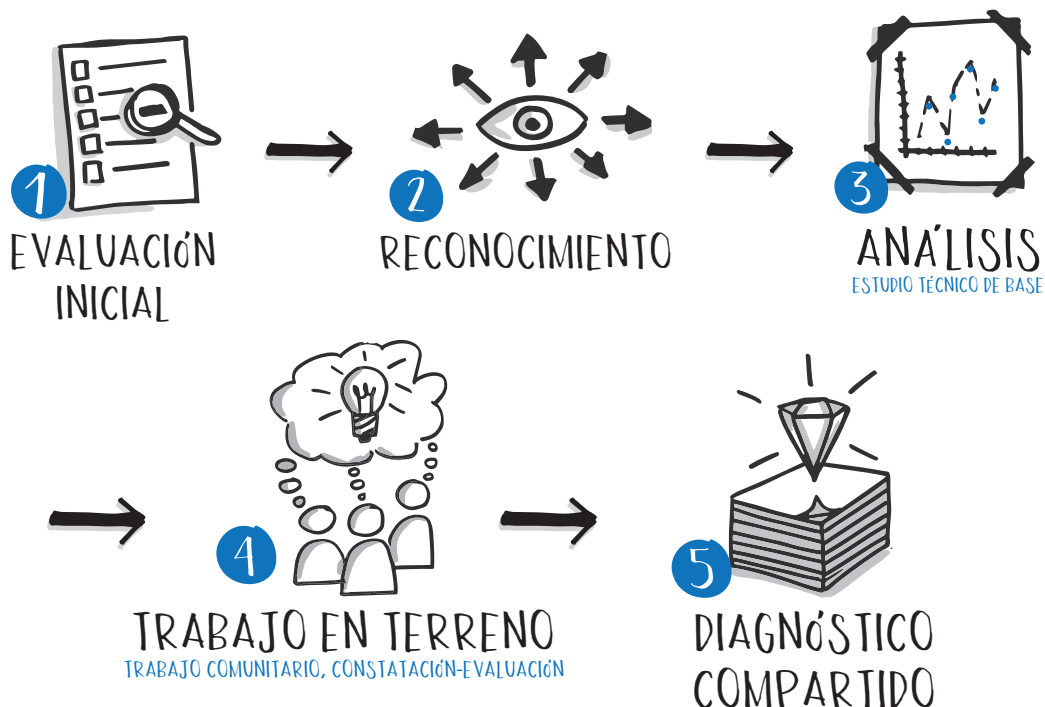 1
EVALUACIÓN
INICIAL
2
RECONOCIMIENTO
3
ANÁLISIS
ESTUDIO TÉCNICO DE BASE
4
TRABAJO EN TERRENO
TRABAJO COMUNITARIO, CONSTATACIÓN-EVALUACIÓN
5
DIAGNÓSTICO
COMPARTIDO